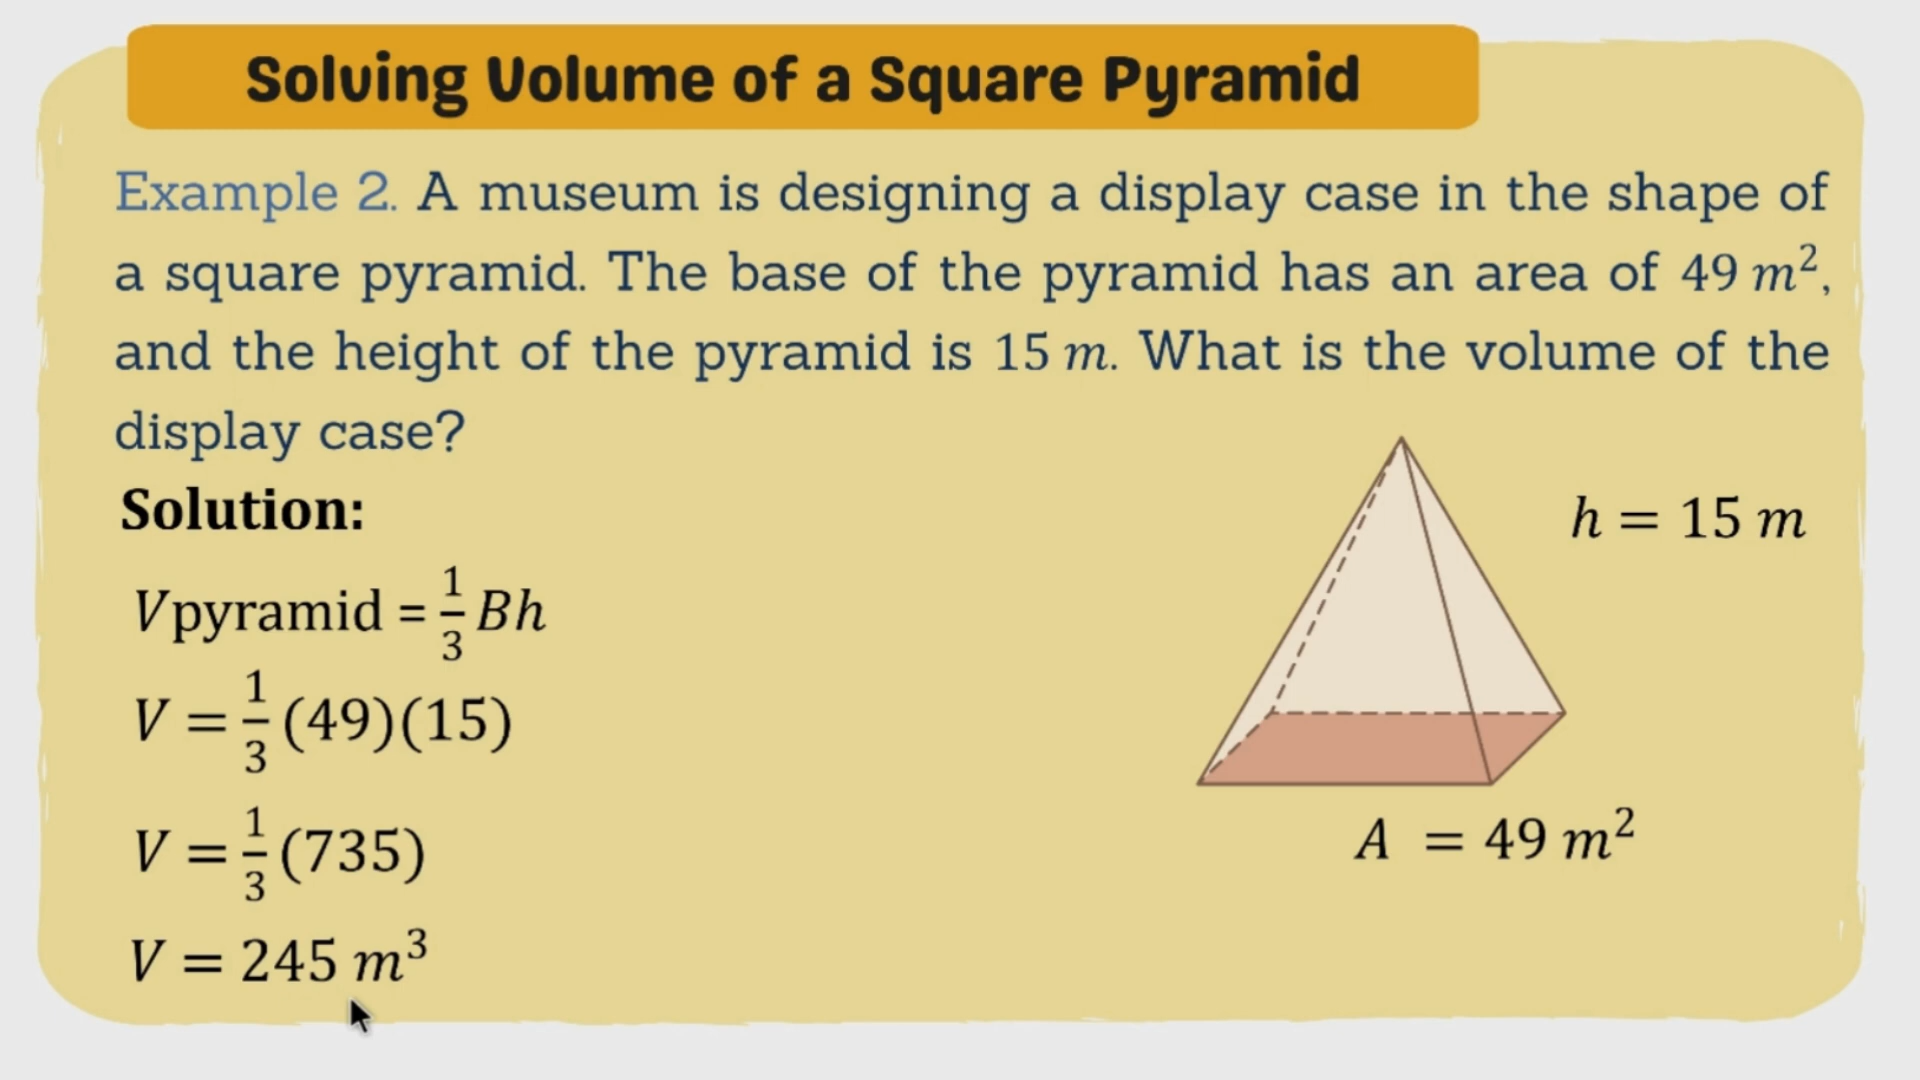 Solving Volume of a Square Pyramid
Example 2. A museum is designing a display case in the shape of
a square pyramid. The base of the pyramid has an area of 49 m²,
and the height of the pyramid is 15 m. What is the volume of the
display case?
Solution:
h = 15 m
Vpyramid = 1/3 Bh
V = 1/3 (49)(15)
V = 1/3 (735)
A = 49 m²
V = 245 m³